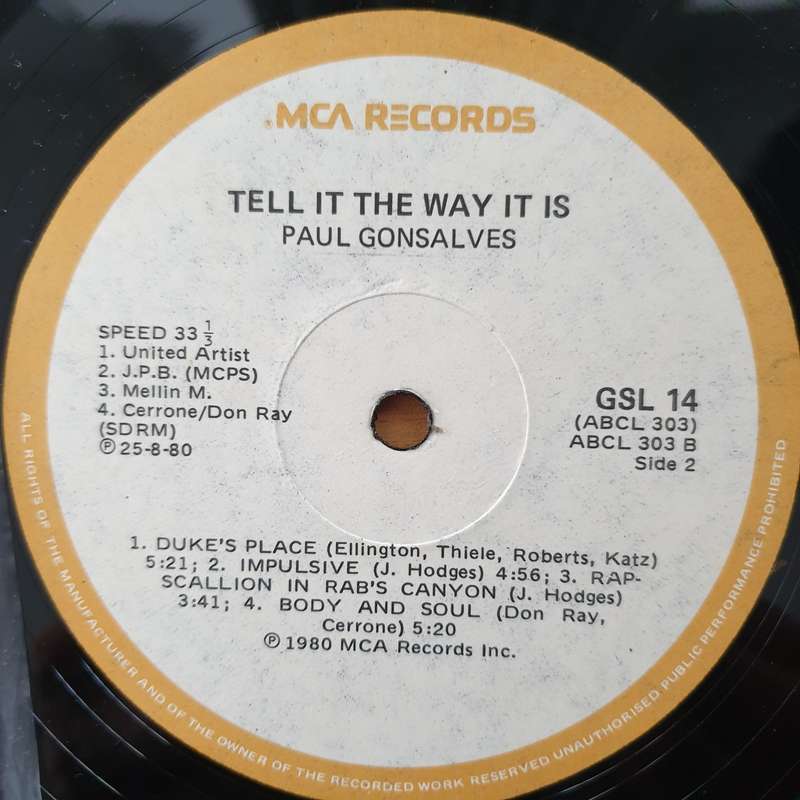 MCA RECORDS
TELL IT THE WAY IT IS
PAUL GONSALVES
SPEED 33 1/3
1. United Artist
2. J.P.B. (MCPS)
3. Mellin M.
4. Cerrone/Don Ray
(SDRM)
℗ 25-8-80
GSL 14
(ABCL 303)
ABCL 303 B
Side 2
1. DUKE'S PLACE (Ellington, Thiele, Roberts, Katz)
5:21; 2. IMPULSIVE (J. Hodges) 4:56; 3. RAP-
SCALLION IN RAB'S CANYON (J. Hodges)
3:41; 4. BODY AND SOUL (Don Ray,
Cerrone) 5:20
℗ 1980 MCA Records Inc.
ALL RIGHTS OF THE MANUFACTURER AND OF THE OWNER OF THE RECORDED WORK RESERVED UNAUTHORISED PUBLIC PERFORMANCE PROHIBITED